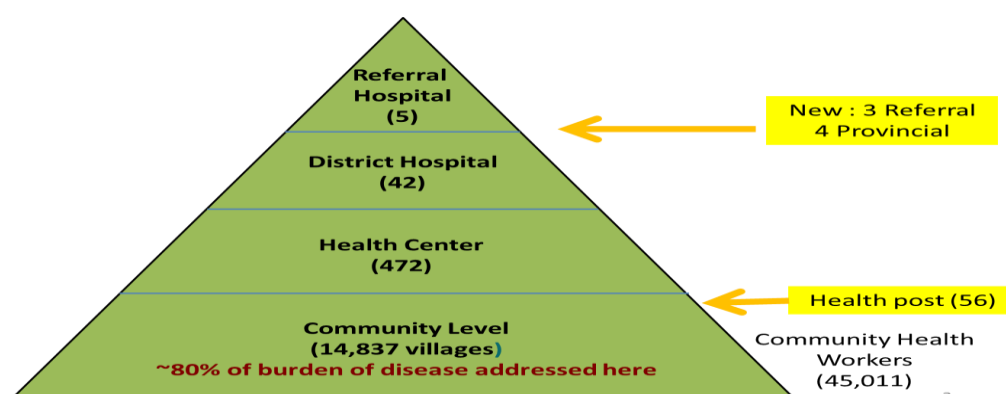 Referral
Hospital
(5)
New : 3 Referral
4 Provincial
District Hospital
(42)
Health Center
(472)
Health post (56)
Community Level
(14,837 villages)
~80% of burden of disease addressed here
Community Health
Workers
(45,011)